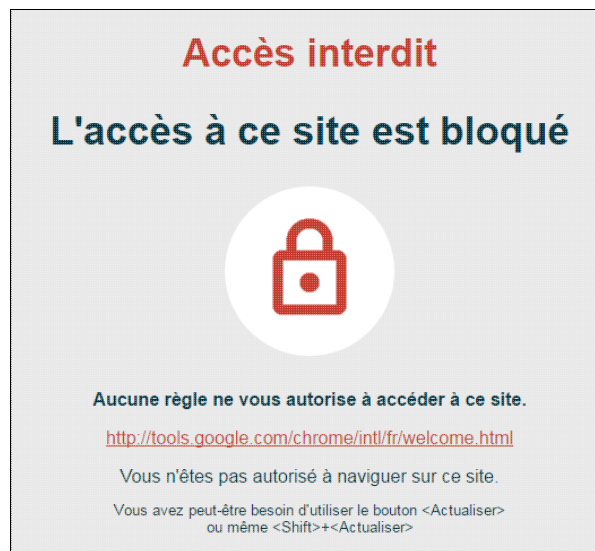 Accès interdit
L'accès à ce site est bloqué
Aucune règle ne vous autorise à accéder à ce site.
http://tools.google.com/chrome/intl/fr/welcome.html
Vous n'êtes pas autorisé à naviguer sur ce site.
Vous avez peut-être besoin d'utiliser le bouton <Actualiser>
ou même <Shift>+<Actualiser>